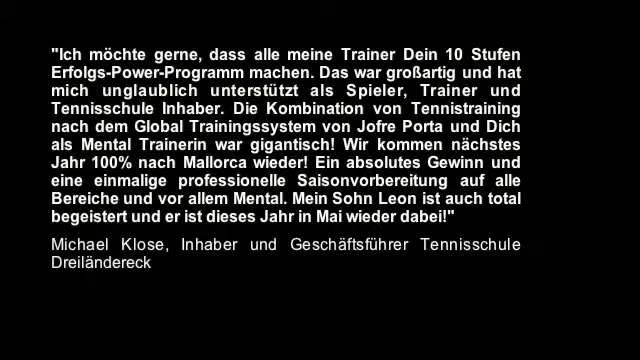 "Ich möchte gerne, dass alle meine Trainer Dein 10 Stufen
Erfolgs-Power-Programm machen. Das war großartig und hat
mich unglaublich unterstützt als Spieler, Trainer und
Tennisschule Inhaber. Die Kombination von Tennistraining
nach dem Global Trainingssystem von Jofre Porta und Dich
als Mental Trainerin war gigantisch! Wir kommen nächstes
Jahr 100% nach Mallorca wieder! Ein absolutes Gewinn und
eine einmalige professionelle Saisonvorbereitung auf alle
Bereiche und vor allem Mental. Mein Sohn Leon ist auch total
begeistert und er ist dieses Jahr in Mai wieder dabei!"
Michael Klose, Inhaber und Geschäftsführer Tennisschule
Dreiländereck